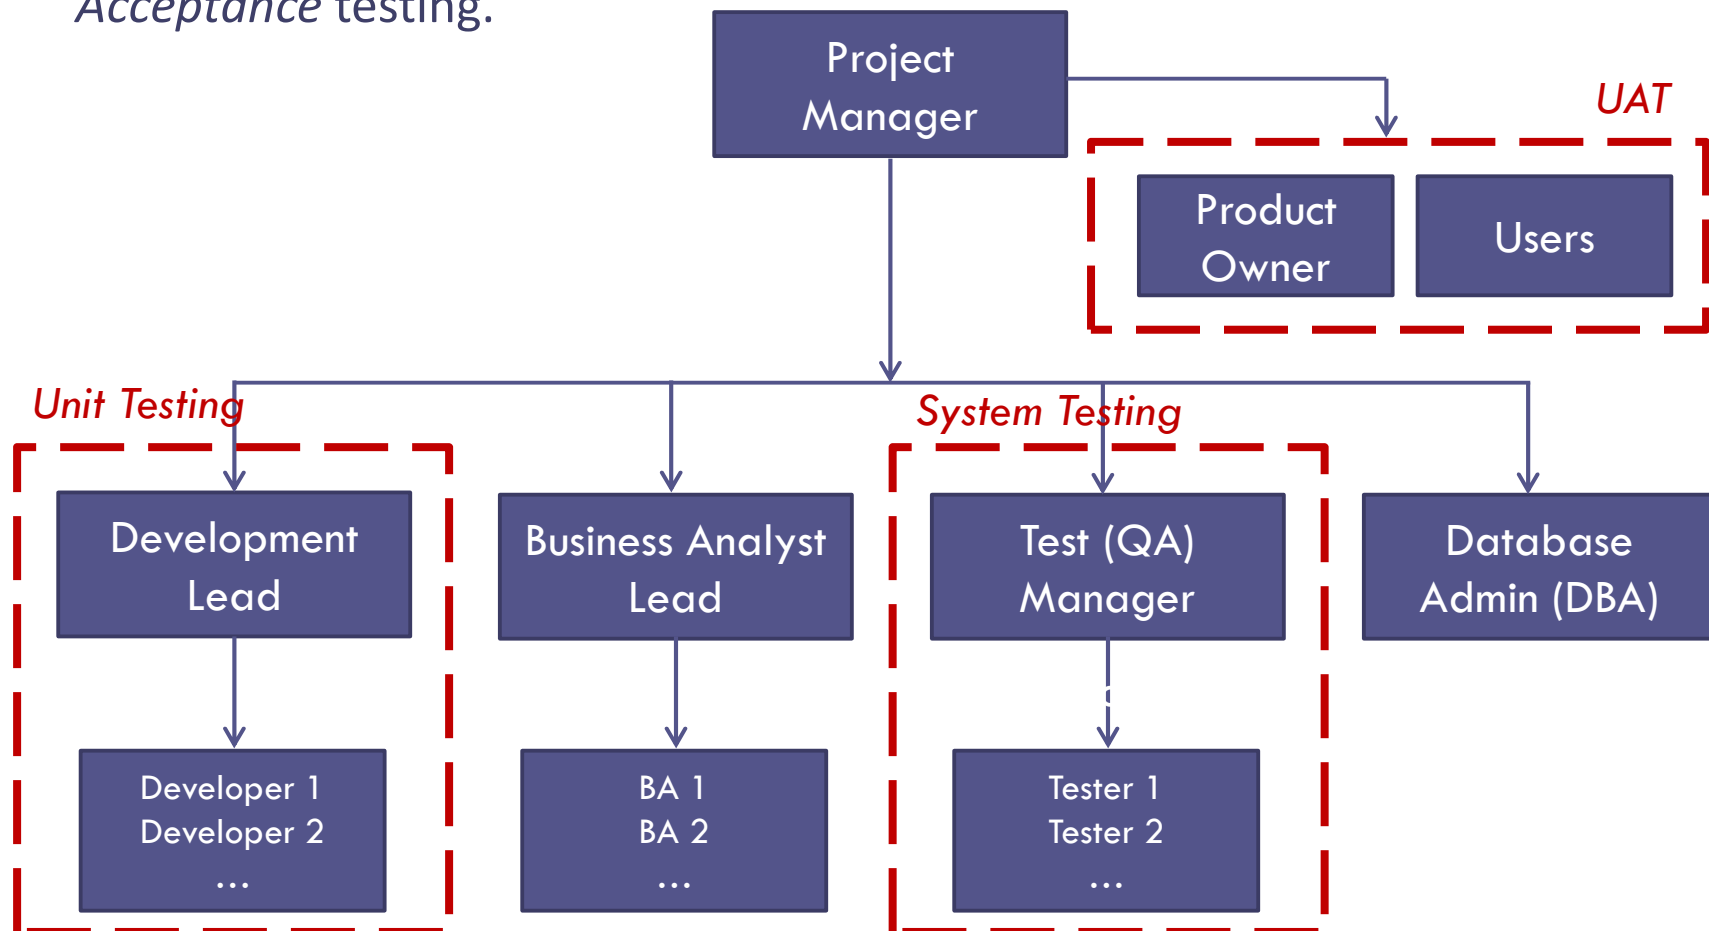 Acceptance testing.
Project
Manager
UAT
Product
Owner
Users
Unit Testing
System Testing
Development
Lead
Business Analyst
Lead
Test (QA)
Manager
Database
Admin (DBA)
Developer 1
Developer 2
...
BA 1
BA 2
...
Tester 1
Tester 2
...